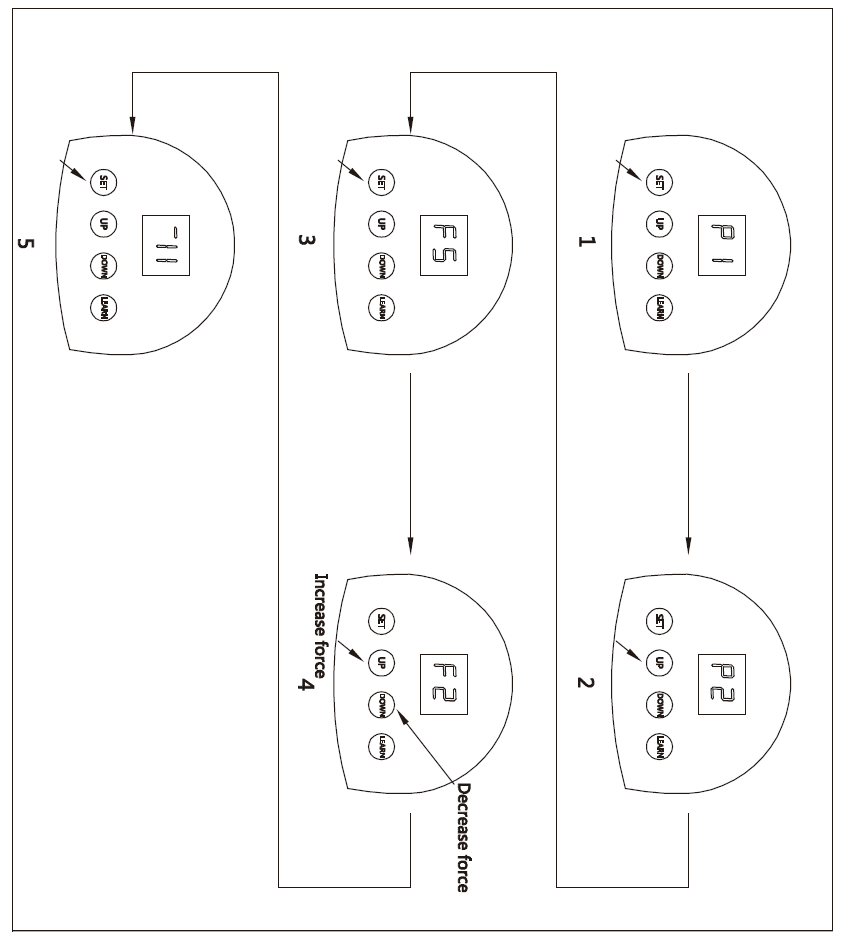 P1
SET UP DOWN LEARN
1
P2
SET UP DOWN LEARN
2
F5
SET UP DOWN LEARN
3
F2
SET UP DOWN LEARN
Decrease force
Increase force
4
-11
SET UP DOWN LEARN
5